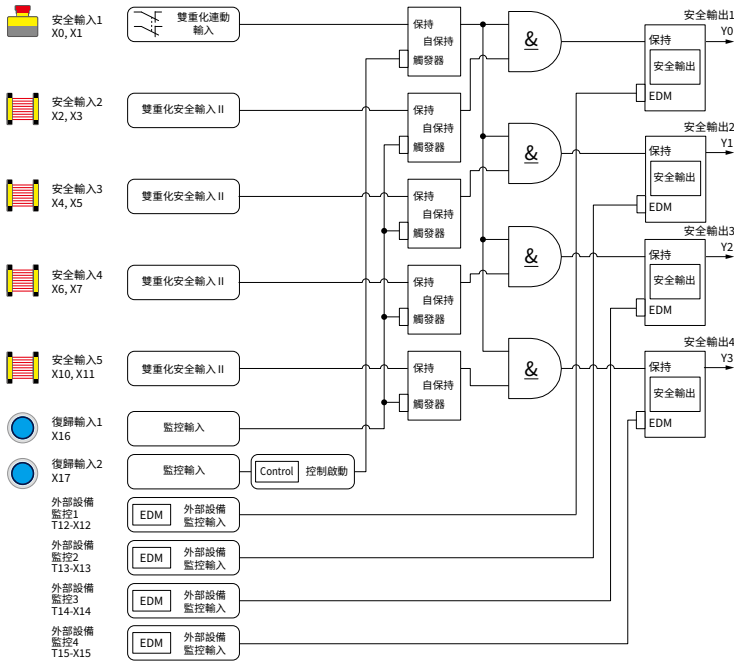 安全輸入1
X0, X1
雙重化連動
輸入
保持
自保持
觸發器
&
安全輸出1
Y0
保持
安全輸出
EDM
安全輸入2
X2, X3
雙重化安全輸入 II
保持
自保持
觸發器
&
安全輸出2
Y1
保持
安全輸出
EDM
安全輸入3
X4, X5
雙重化安全輸入 II
保持
自保持
觸發器
&
安全輸出3
Y2
保持
安全輸出
EDM
安全輸入4
X6, X7
雙重化安全輸入 II
保持
自保持
觸發器
&
安全輸出4
Y3
保持
安全輸出
EDM
安全輸入5
X10, X11
雙重化安全輸入 II
保持
自保持
觸發器
復歸輸入1
X16
監控輸入
復歸輸入2
X17
監控輸入
Control 控制啟動
外部設備
監控1
T12-X12
EDM
外部設備
監控輸入
外部設備
監控2
T13-X13
EDM
外部設備
監控輸入
外部設備
監控3
T14-X14
EDM
外部設備
監控輸入
外部設備
監控4
T15-X15
EDM
外部設備
監控輸入